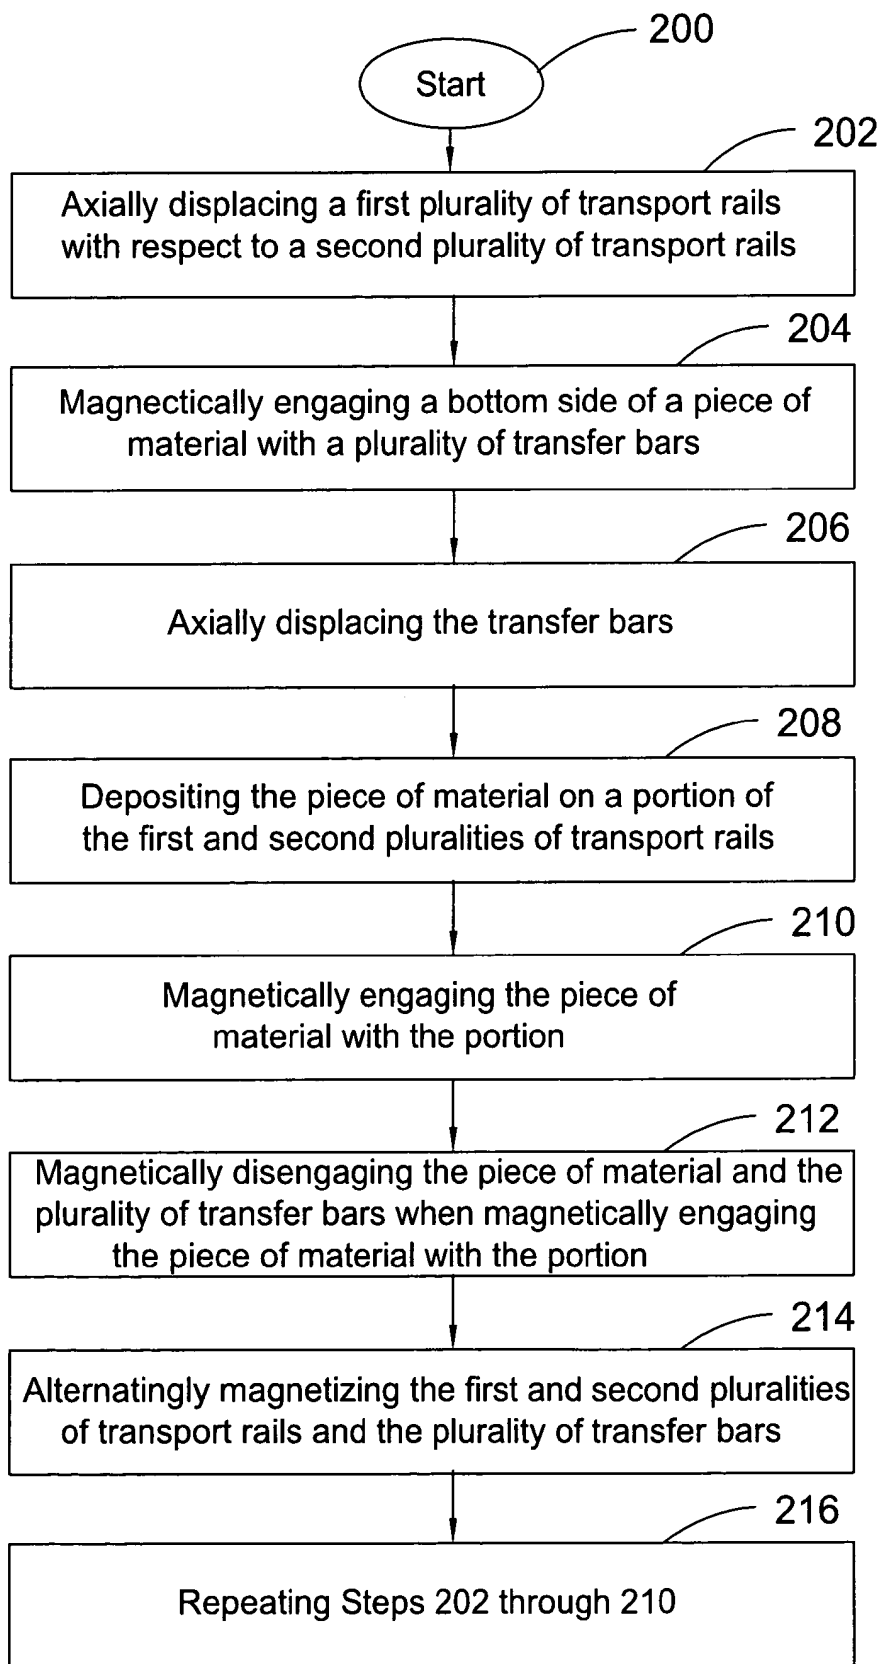 200
Start
202
Axially displacing a first plurality of transport rails
with respect to a second plurality of transport rails
204
Magnectically engaging a bottom side of a piece of
material with a plurality of transfer bars
206
Axially displacing the transfer bars
208
Depositing the piece of material on a portion of
the first and second pluralities of transport rails
210
Magnetically engaging the piece of
material with the portion
212
Magnetically disengaging the piece of material and the
plurality of transfer bars when magnetically engaging
the piece of material with the portion
214
Alternatingly magnetizing the first and second pluralities
of transport rails and the plurality of transfer bars
216
Repeating Steps 202 through 210